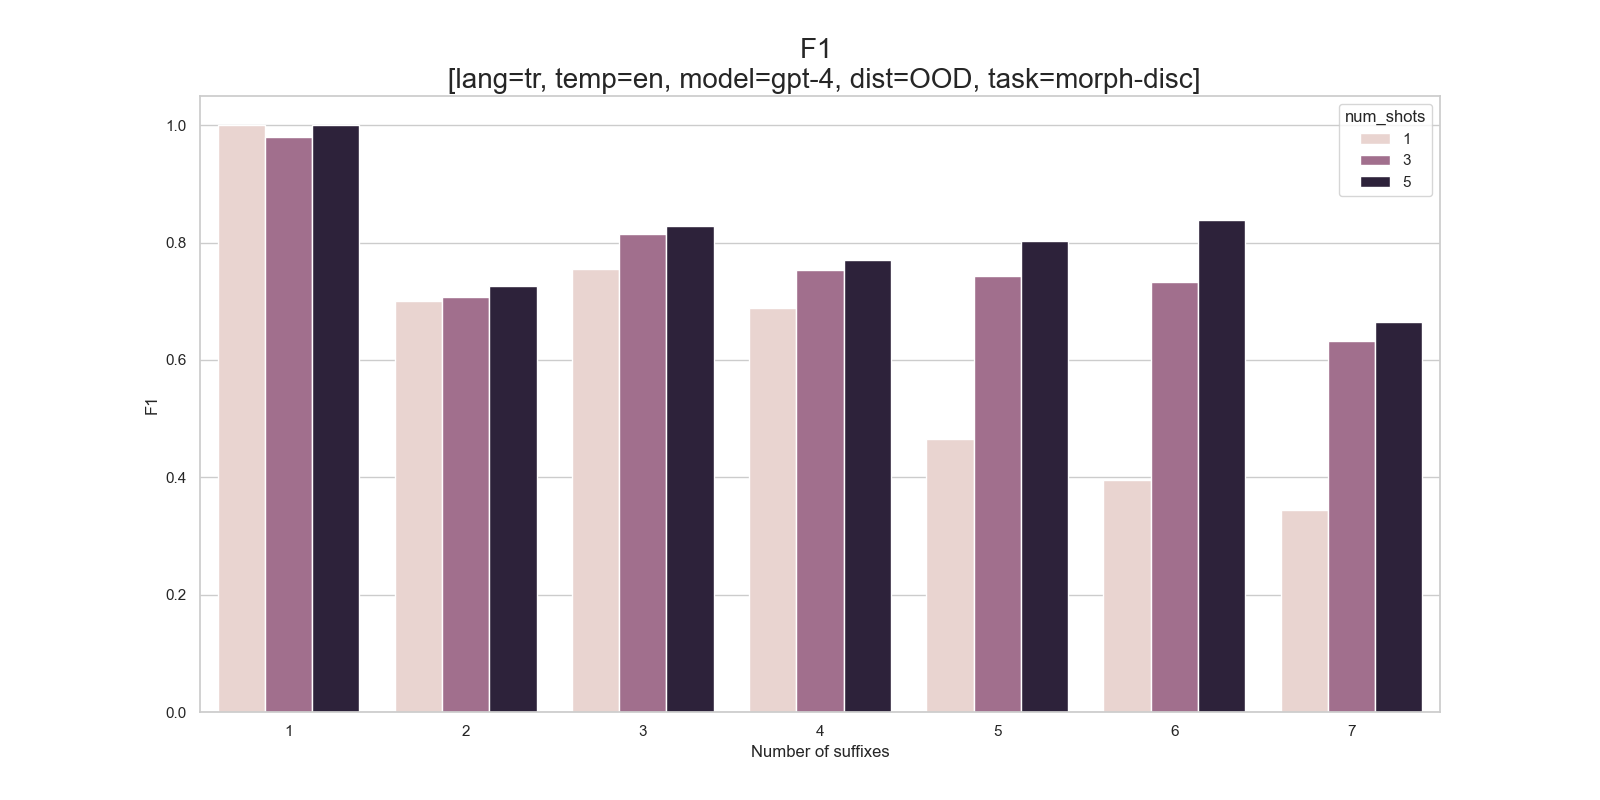 F1
[lang=tr, temp=en, model=gpt-4, dist=OOD, task=morph-disc]
num_shots
1
3
5
1.0
0.8
0.6
0.4
0.2
0.0
F1
1 2 3 4 5 6 7
Number of suffixes